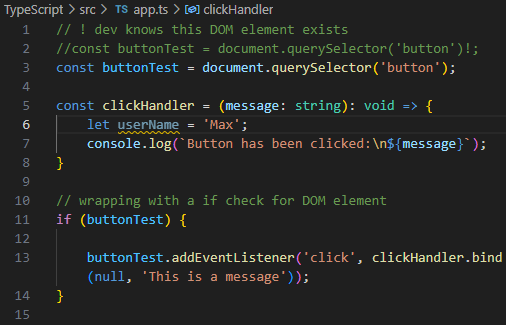 TypeScript > src > TS app.ts > clickHandler
1 // ! dev knows this DOM element exists
2 //const buttonTest = document.querySelector('button')!;
3 const buttonTest = document.querySelector('button');
4
5 const clickHandler = (message: string): void => {
6 let userName = 'Max';
7 console.log(`Button has been clicked:\n${message}`);
8 }
9
10 // wrapping with a if check for DOM element
11 if (buttonTest) {
12
13 buttonTest.addEventListener('click', clickHandler.bind
(null, 'This is a message'));
14 }
15